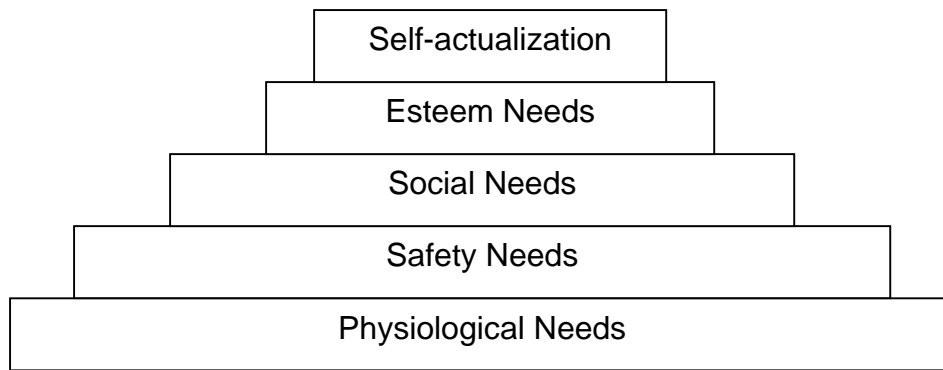 Self-actualization
Esteem Needs
Social Needs
Safety Needs
Physiological Needs